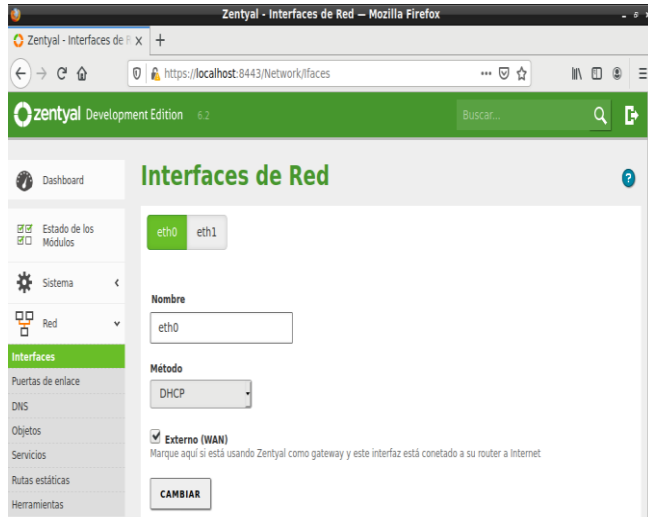 Zentyal - Interfaces de Red — Mozilla Firefox
Zentyal - Interfaces de R
https://localhost:8443/Network/Ifaces
zentyal Development Edition 6.2
Buscar...
Dashboard
Interfaces de Red
Estado de los
Módulos
eth0 eth1
Sistema
Red
Nombre
eth0
Interfaces
Puertas de enlace
Método
DHCP
DNS
Objetos
Externo (WAN)
Servicios
Marque aquí si está usando Zentyal como gateway y este interfaz está conetado a su router a Internet
Rutas estáticas
CAMBIAR
Herramientas